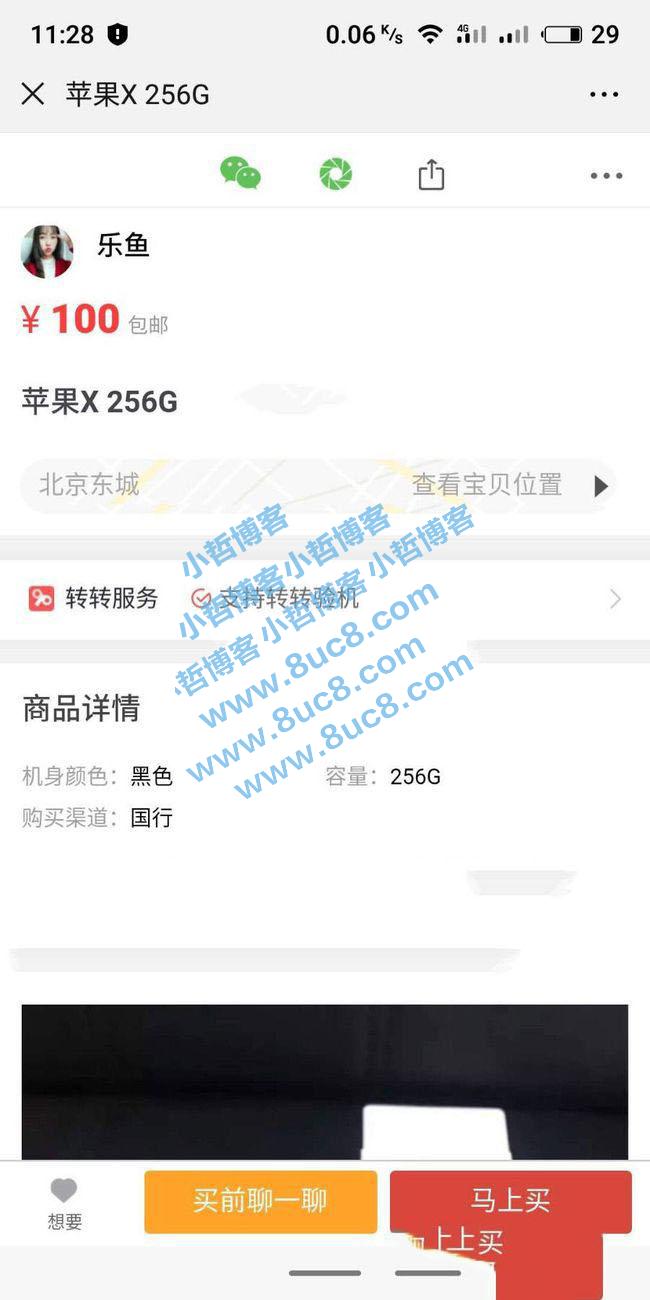 11:28 0.06 K/s 4G 29
苹果X 256G
乐鱼
¥ 100 包邮
苹果X 256G
北京东城 查看宝贝位置
小哲博客小哲博客
小哲博客 小哲博客 小哲博客
转转服务 支持转转验机
哲博客
www.8uc8.com
www.8uc8.com
www.8uc8.com
商品详情
机身颜色：黑色 容量：256G
购买渠道：国行
想要 买前聊一聊 马上买
上上买